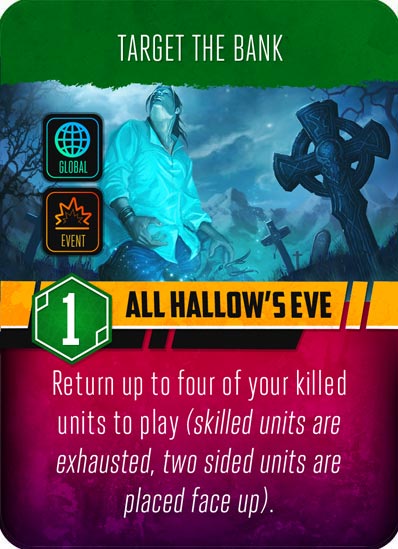 TARGET THE BANK
GLOBAL
EVENT
1 ALL HALLOW'S EVE
Return up to four of your killed
units to play (skilled units are
exhausted, two sided units are
placed face up).